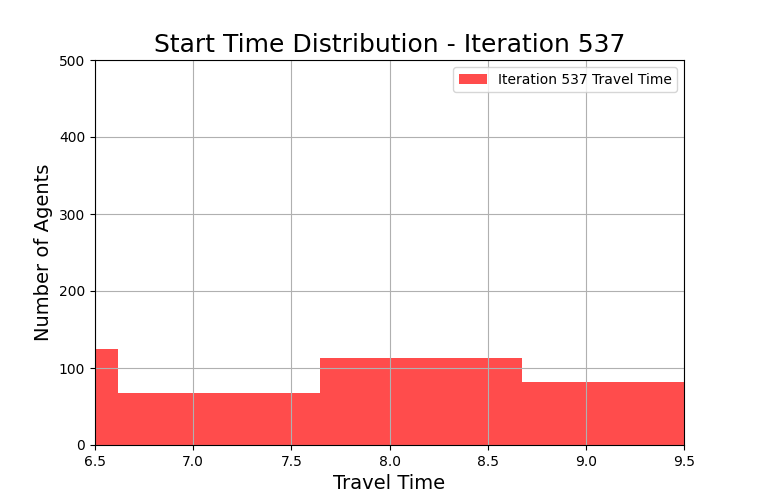 Start Time Distribution - Iteration 537
Iteration 537 Travel Time
500
400
300
200
100
0
Number of Agents
6.5 7.0 7.5 8.0 8.5 9.0 9.5
Travel Time